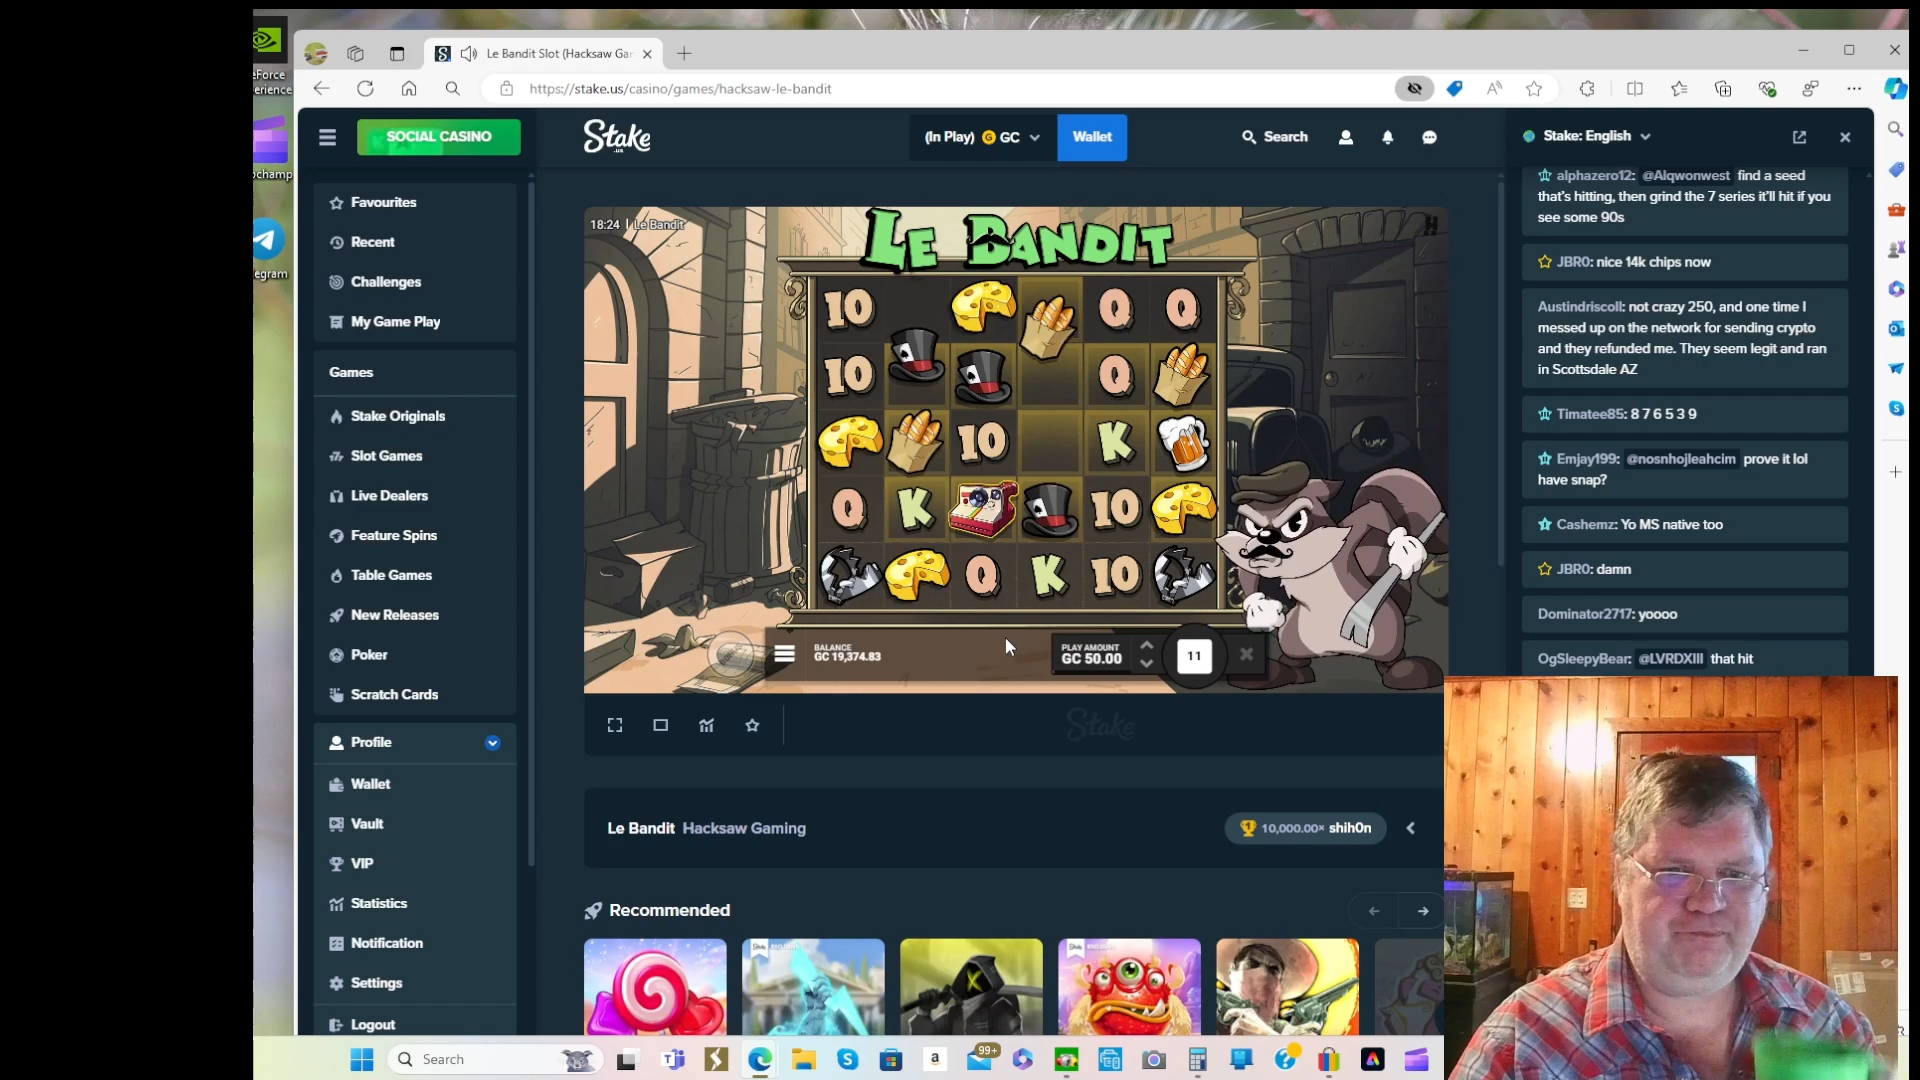 eForce
erience
ochamp
egram
Le Bandit Slot (Hacksaw Gar
https://stake.us/casino/games/hacksaw-le-bandit
SOCIAL CASINO
Stake
.US
(In Play) GC
Wallet
Search
Stake: English
Favourites
Recent
Challenges
My Game Play
Games
Stake Originals
Slot Games
Live Dealers
Feature Spins
Table Games
New Releases
Poker
Scratch Cards
Profile
Wallet
Vault
VIP
Statistics
Notification
Settings
Logout
18:24 | Le Bandit
LE BANDIT
10 Q Q
10 Q
10 K
Q K 10
Q K 10
BALANCE
GC 19,374.83
PLAY AMOUNT
GC 50.00
11
Stake
Le Bandit Hacksaw Gaming
10,000.00× shih0n
Recommended
alphazero12: @Alqwonwest find a seed
that's hitting, then grind the 7 series it'll hit if you
see some 90s
JBR0: nice 14k chips now
Austindriscoll: not crazy 250, and one time I
messed up on the network for sending crypto
and they refunded me. They seem legit and ran
in Scottsdale AZ
Timatee85: 8 7 6 5 3 9
Emjay199: @nosnhojleahcim prove it lol
have snap?
Cashemz: Yo MS native too
JBR0: damn
Dominator2717: yoooo
OgSleepyBear: @LVRDXIII that hit
Search
99+